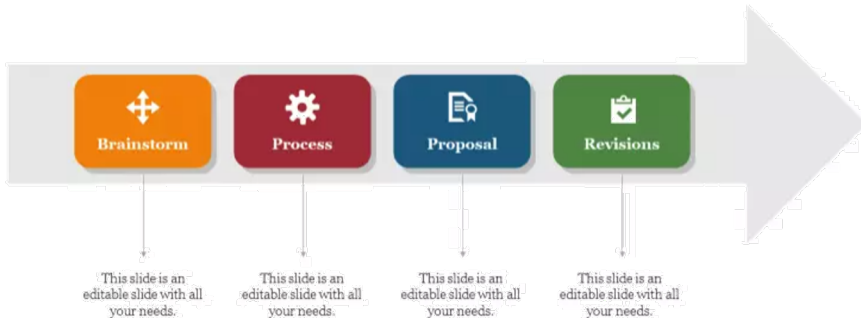 Brainstorm
Process
Proposal
Revisions
This slide is an
editable slide with all
your needs.
This slide is an
editable slide with all
your needs.
This slide is an
editable slide with all
your needs.
This slide is an
editable slide with all
your needs.